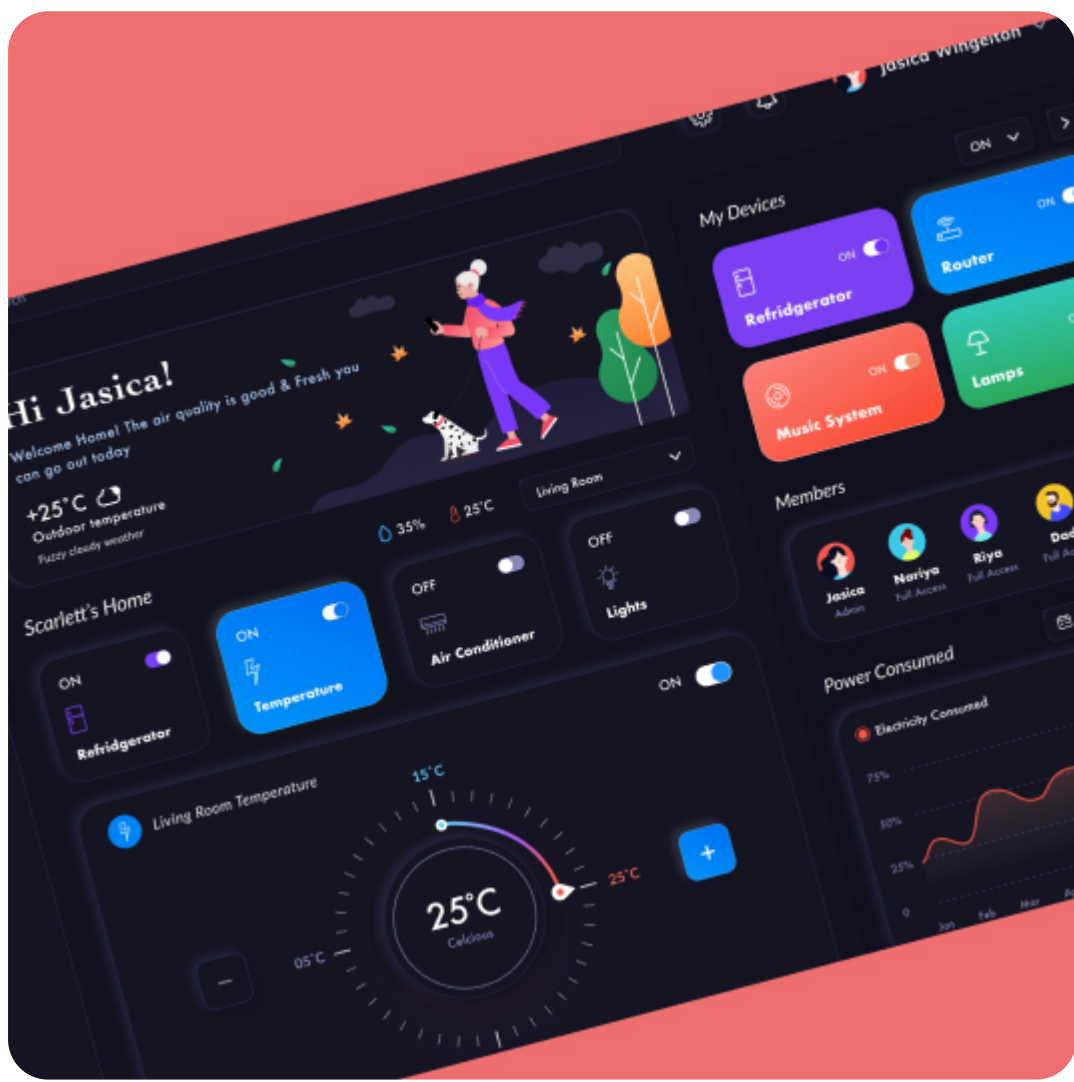 Jasica Wingelton
Hi Jasica!
Welcome Home! The air quality is good & Fresh you
can go out today
+25°C
Outdoor temperature
Fuzzy cloudy weather
Scarlett's Home
35%
25°C
Living Room
ON
Refridgerator
ON
Temperature
OFF
Air Conditioner
OFF
Lights
Living Room Temperature
ON
15°C
25°C
05°C
25°C
Celcious
+
−
My Devices
ON
ON
Refridgerator
ON
Router
ON
Music System
Lamps
Members
Jasica
Admin
Nariya
Full Access
Riya
Full Access
Power Consumed
Electricity Consumed
75%
50%
25%
0
Jan
Feb
Mar